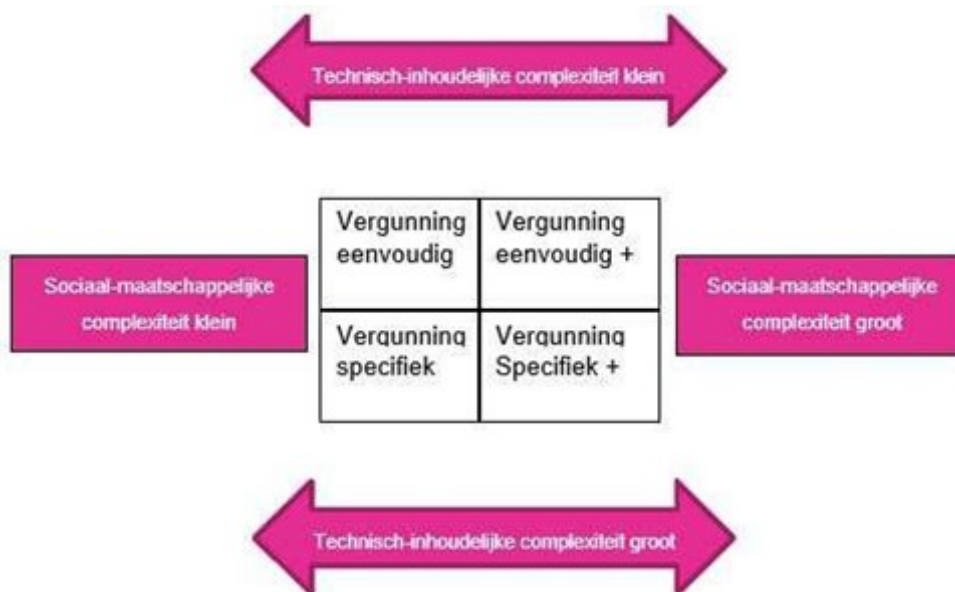 Technisch-inhoudelijke complexiteit klein
Vergunning
eenvoudig
Vergunning
eenvoudig +
Sociaal-maatschappelijke
complexiteit klein
Sociaal-maatschappelijke
complexiteit groot
Vergunning
specifiek
Vergunning
Specifiek +
Technisch-inhoudelijke complexiteit groot